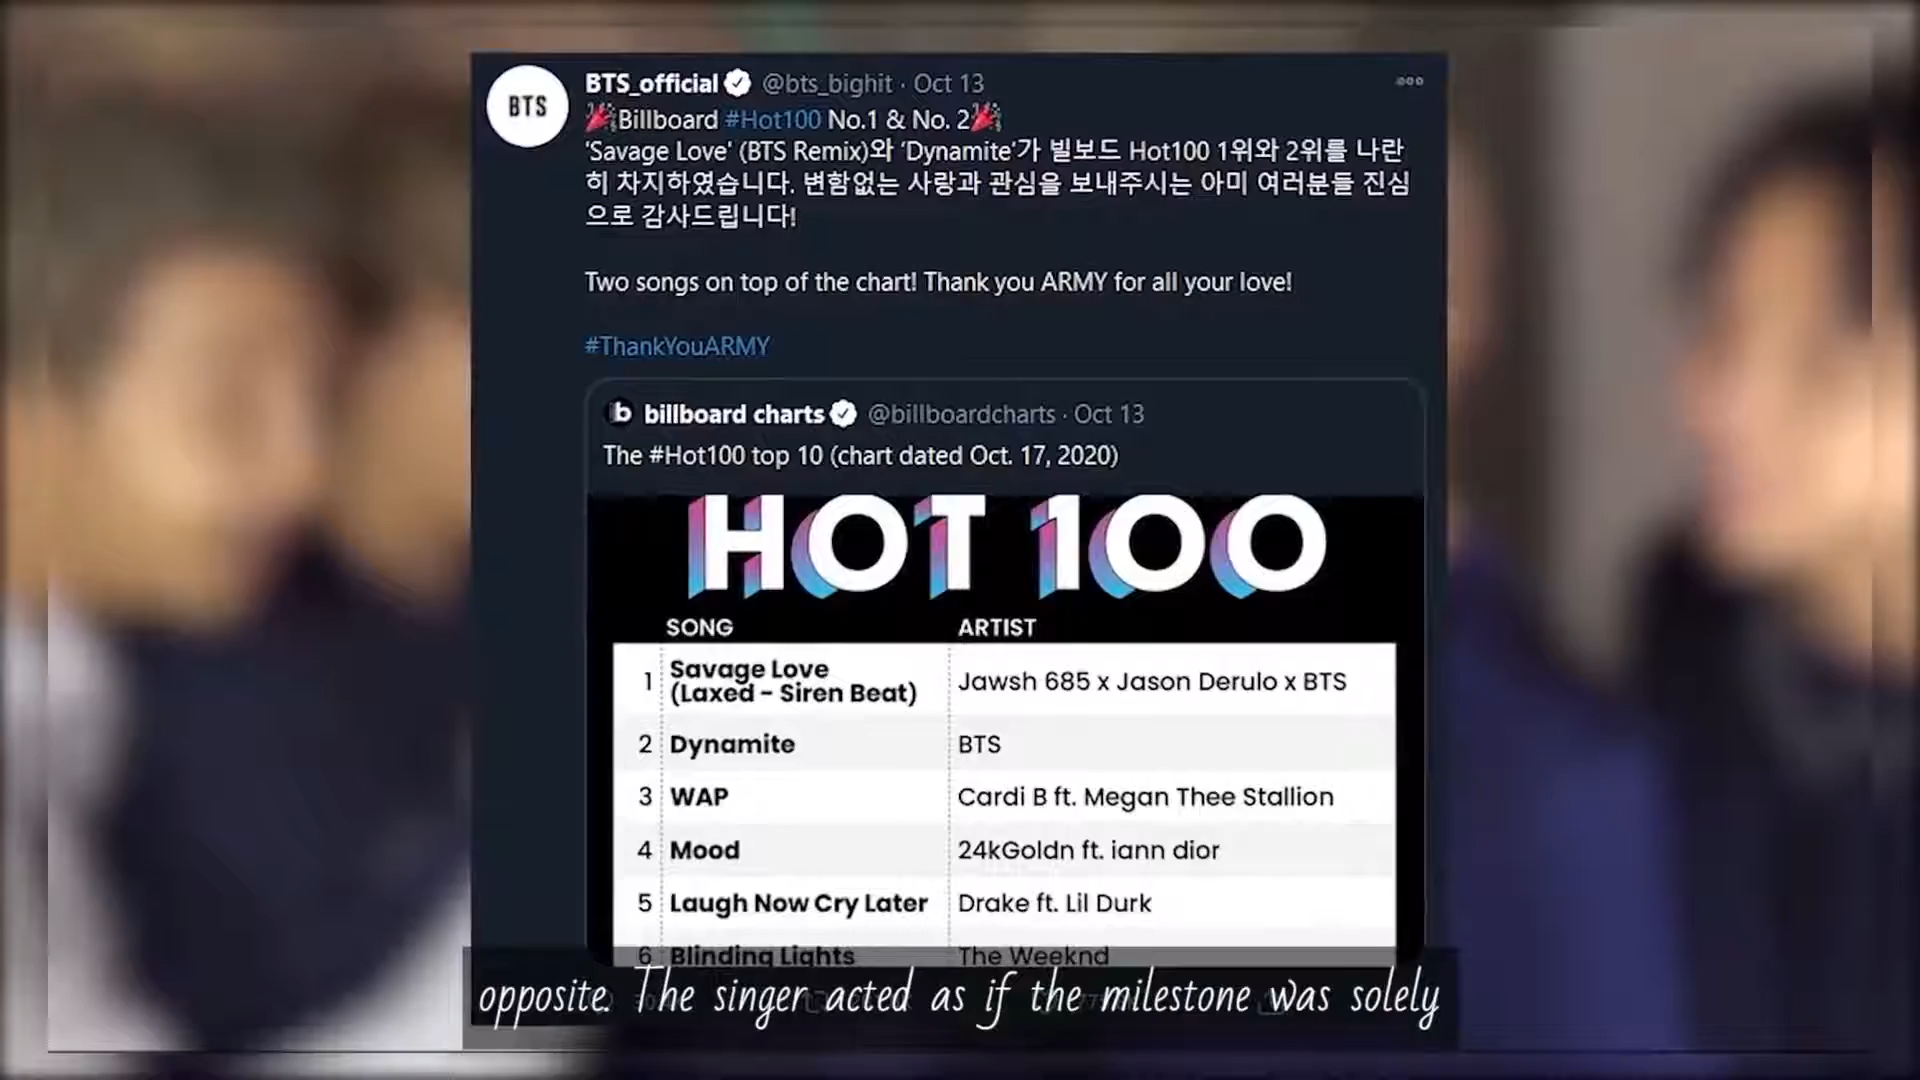 BTS
BTS_official @bts_bighit · Oct 13
🎉Billboard #Hot100 No.1 & No. 2🎉
'Savage Love' (BTS Remix)와 ‘Dynamite’가 빌보드 Hot100 1위와 2위를 나란
히 차지하였습니다. 변함없는 사랑과 관심을 보내주시는 아미 여러분들 진심
으로 감사드립니다!
Two songs on top of the chart! Thank you ARMY for all your love!
#ThankYouARMY
b billboard charts @billboardcharts · Oct 13
The #Hot100 top 10 (chart dated Oct. 17, 2020)
HOT 100
SONG ARTIST
1 Savage Love
(Laxed - Siren Beat) Jawsh 685 x Jason Derulo x BTS
2 Dynamite BTS
3 WAP Cardi B ft. Megan Thee Stallion
4 Mood 24kGoldn ft. iann dior
5 Laugh Now Cry Later Drake ft. Lil Durk
6 Blinding Lights The Weeknd
opposite. The singer acted as if the milestone was solely